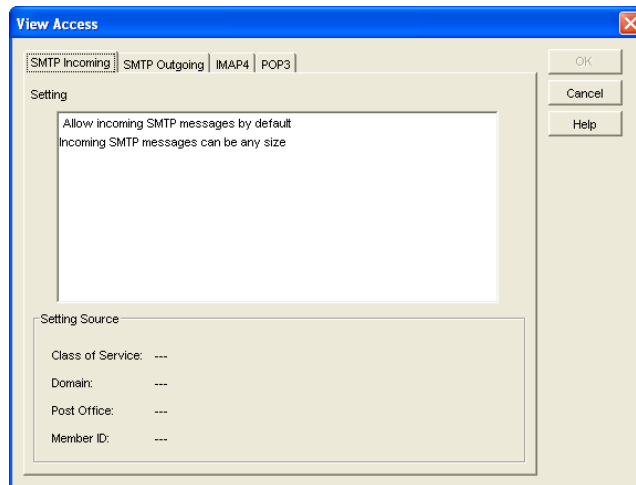 View Access
SMTP Incoming SMTP Outgoing IMAP4 POP3
OK
Setting
Cancel
Help
Allow incoming SMTP messages by default
Incoming SMTP messages can be any size
Setting Source
Class of Service: ---
Domain: ---
Post Office: ---
Member ID: ---